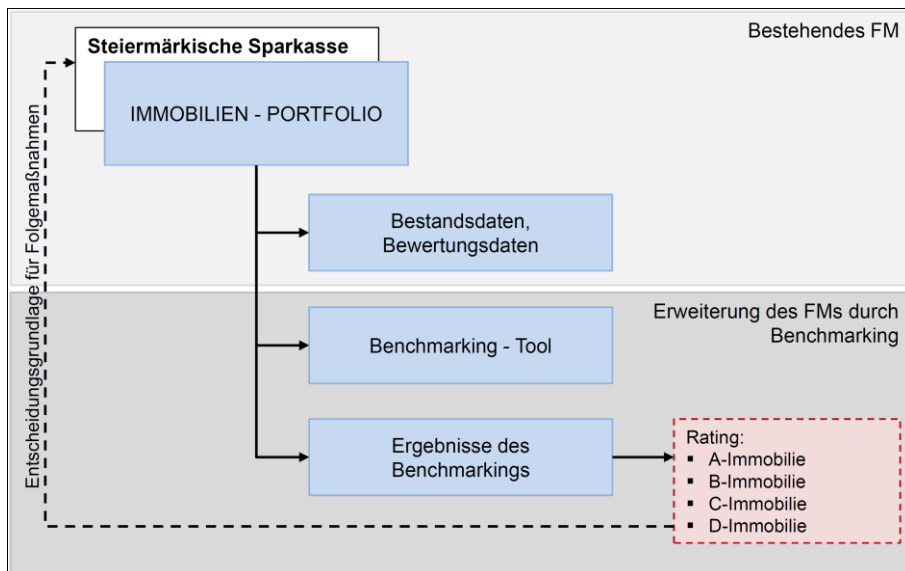 Bestehendes FM
Steiermärkische Sparkasse
IMMOBILIEN - PORTFOLIO
Bestandsdaten,
Bewertungsdaten
Entscheidungsgrundlage für Folgemaßnahmen
Erweiterung des FMs durch
Benchmarking
Benchmarking - Tool
Ergebnisse des
Benchmarkings
Rating:
▪ A-Immobilie
▪ B-Immobilie
▪ C-Immobilie
▪ D-Immobilie